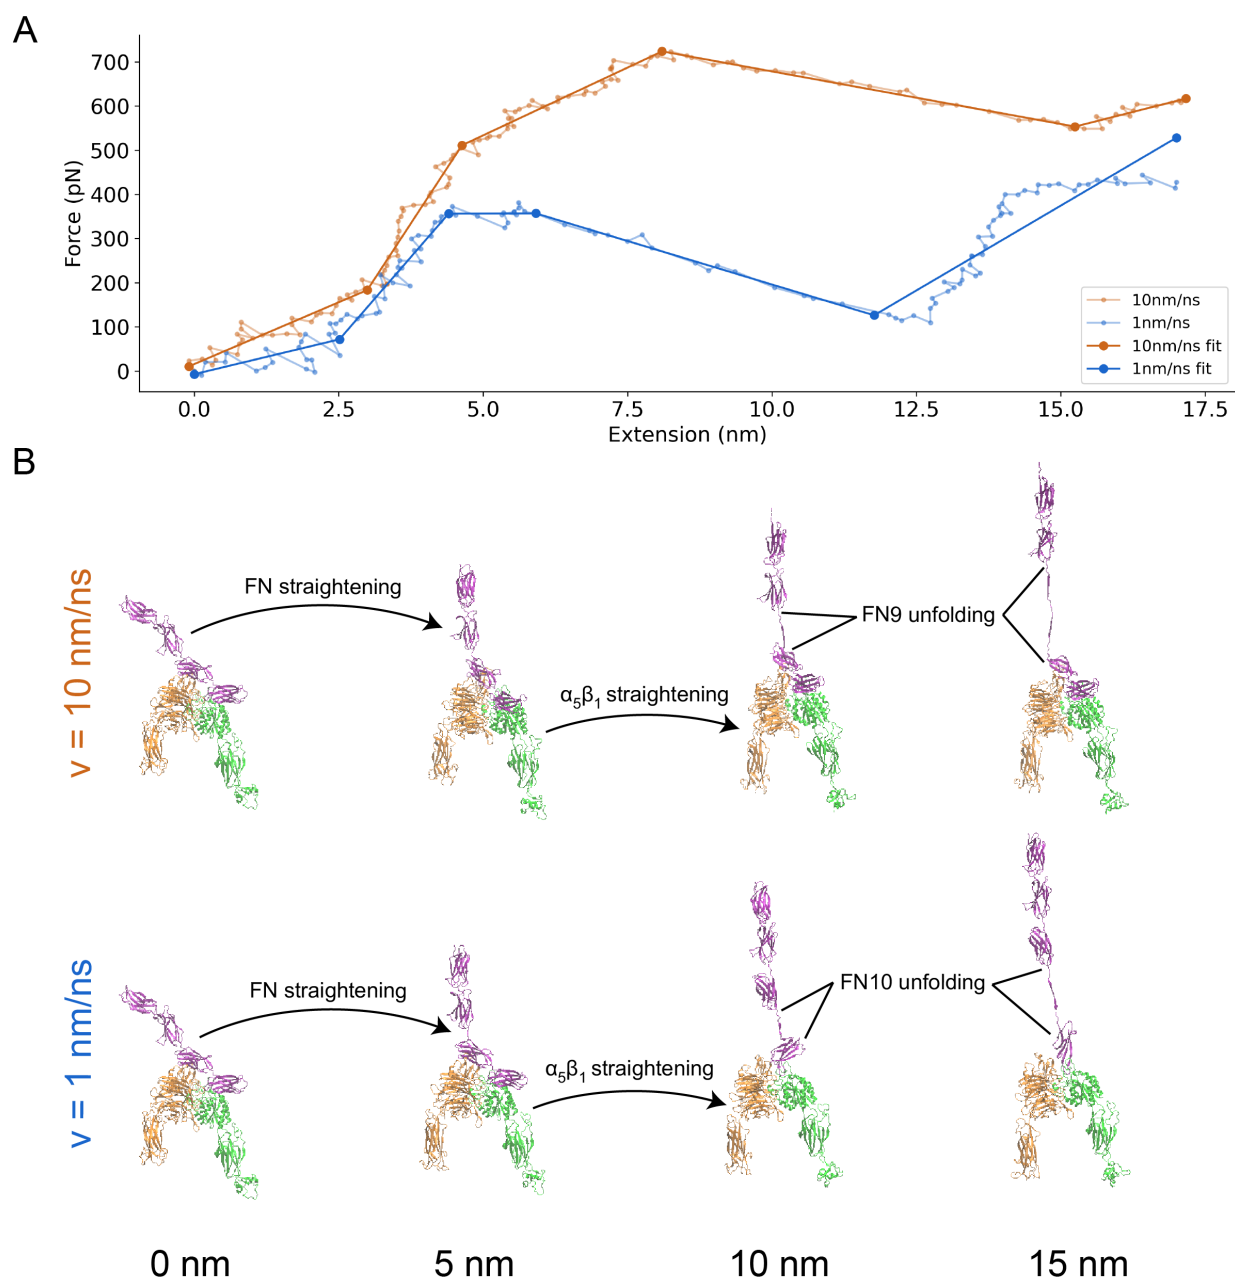 A
Force (pN)
700
600
500
400
300
200
100
0
0.0 2.5 5.0 7.5 10.0 12.5 15.0 17.5
Extension (nm)
10nm/ns
1nm/ns
10nm/ns fit
1nm/ns fit
B
v = 10 nm/ns
FN straightening
α₅β₁ straightening
FN9 unfolding
v = 1 nm/ns
FN straightening
α₅β₁ straightening
FN10 unfolding
0 nm 5 nm 10 nm 15 nm